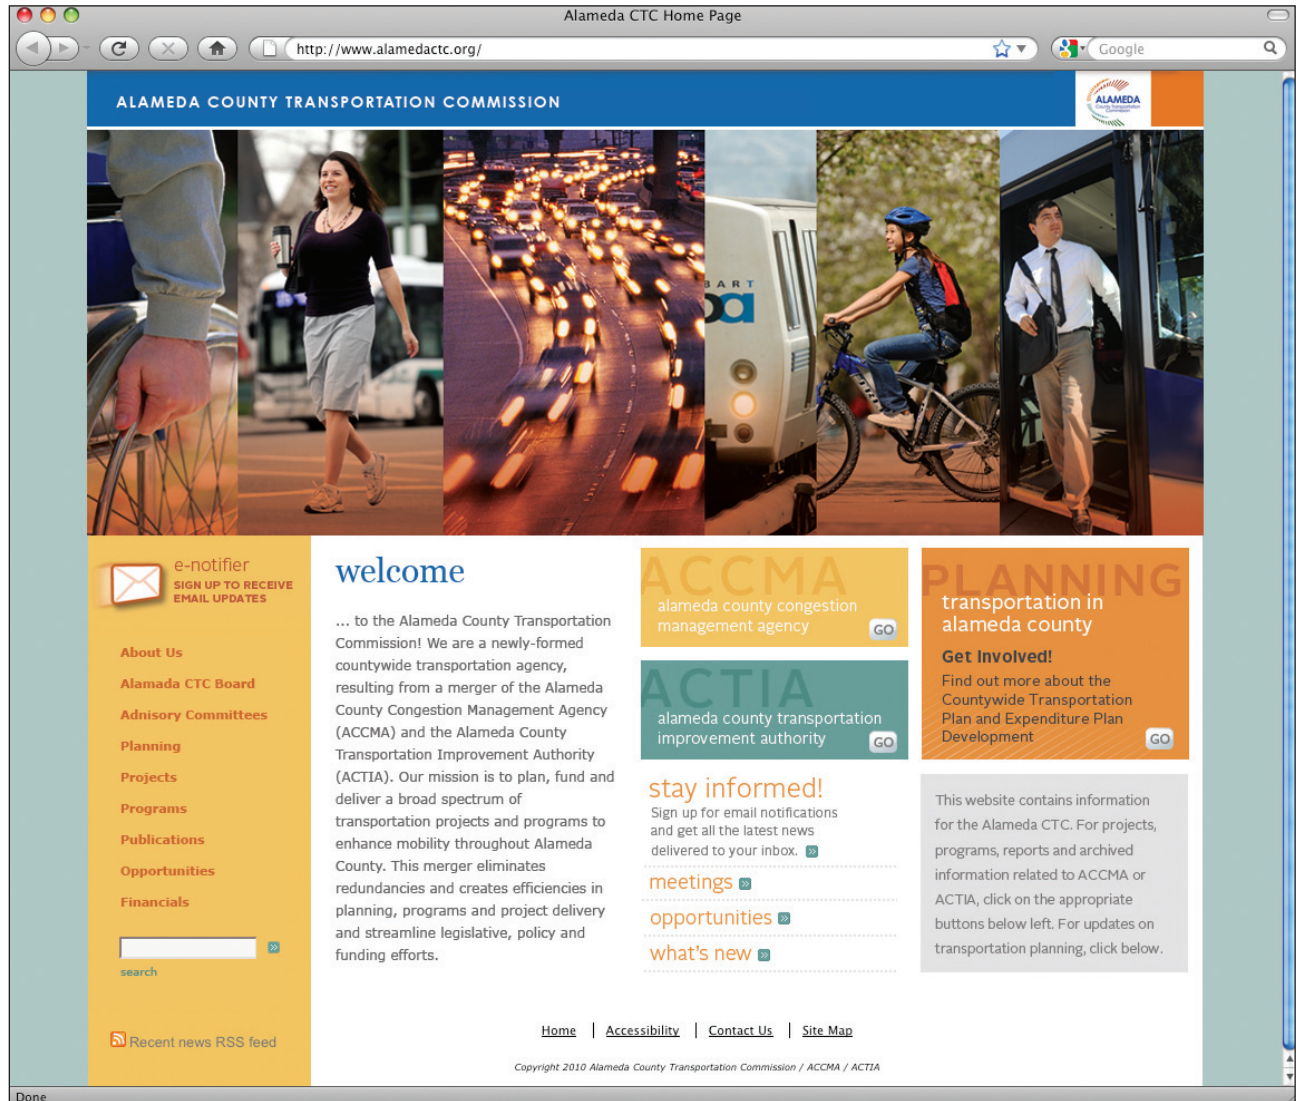 Alameda CTC Home Page
http://www.alamedactc.org/
Google
ALAMEDA COUNTY TRANSPORTATION COMMISSION
ALAMEDA
County Transportation
Commission
BART
ba
e-notifier
SIGN UP TO RECEIVE
EMAIL UPDATES
About Us
Alamada CTC Board
Adnisory Committees
Planning
Projects
Programs
Publications
Opportunities
Financials
search
Recent news RSS feed
welcome
... to the Alameda County Transportation
Commission! We are a newly-formed
countywide transportation agency,
resulting from a merger of the Alameda
County Congestion Management Agency
(ACCMA) and the Alameda County
Transportation Improvement Authority
(ACTIA). Our mission is to plan, fund and
deliver a broad spectrum of
transportation projects and programs to
enhance mobility throughout Alameda
County. This merger eliminates
redundancies and creates efficiencies in
planning, programs and project delivery
and streamline legislative, policy and
funding efforts.
ACCMA
alameda county congestion
management agency
GO
ACTIA
alameda county transportation
improvement authority
GO
stay informed!
Sign up for email notifications
and get all the latest news
delivered to your inbox.
meetings
opportunities
what's new
PLANNING
transportation in
alameda county
Get Involved!
Find out more about the
Countywide Transportation
Plan and Expenditure Plan
Development
GO
This website contains information
for the Alameda CTC. For projects,
programs, reports and archived
information related to ACCMA or
ACTIA, click on the appropriate
buttons below left. For updates on
transportation planning, click below.
Home | Accessibility | Contact Us | Site Map
Copyright 2010 Alameda County Transportation Commission / ACCMA / ACTIA
Done